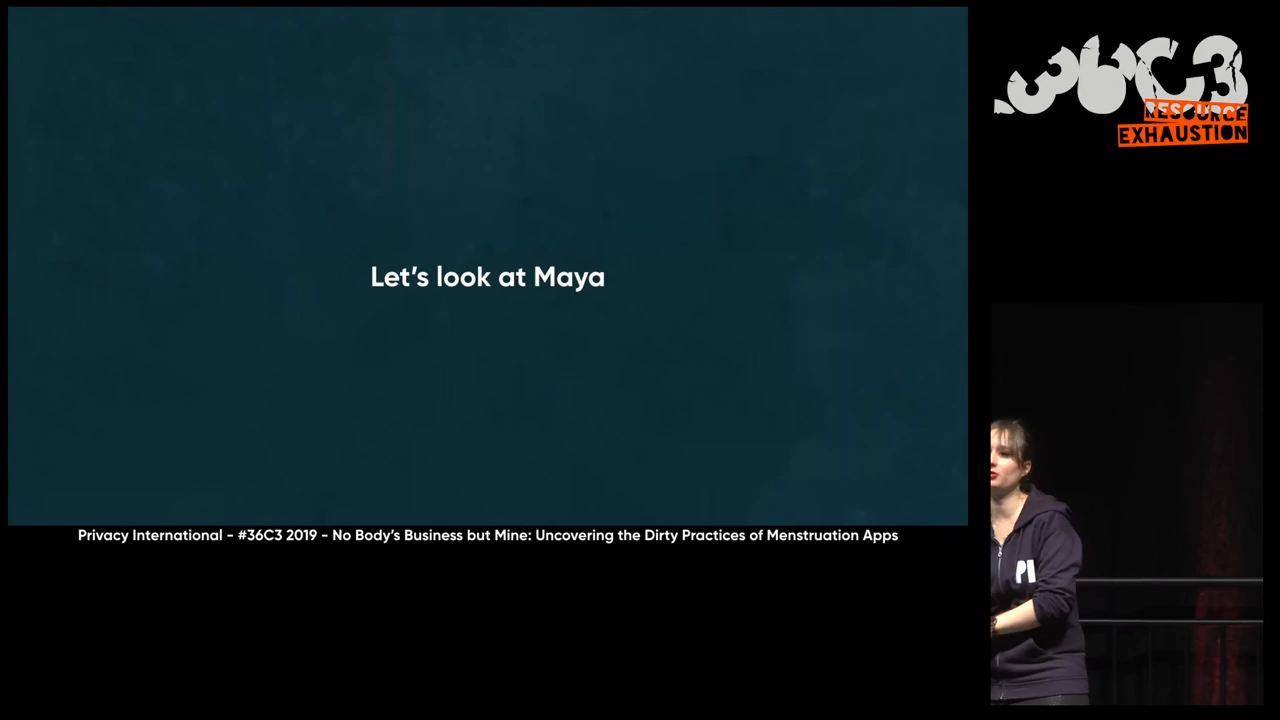 36C3
RESOURCE
EXHAUSTION
Let's look at Maya
PI
Privacy International - #36C3 2019 - No Body's Business but Mine: Uncovering the Dirty Practices of Menstruation Apps